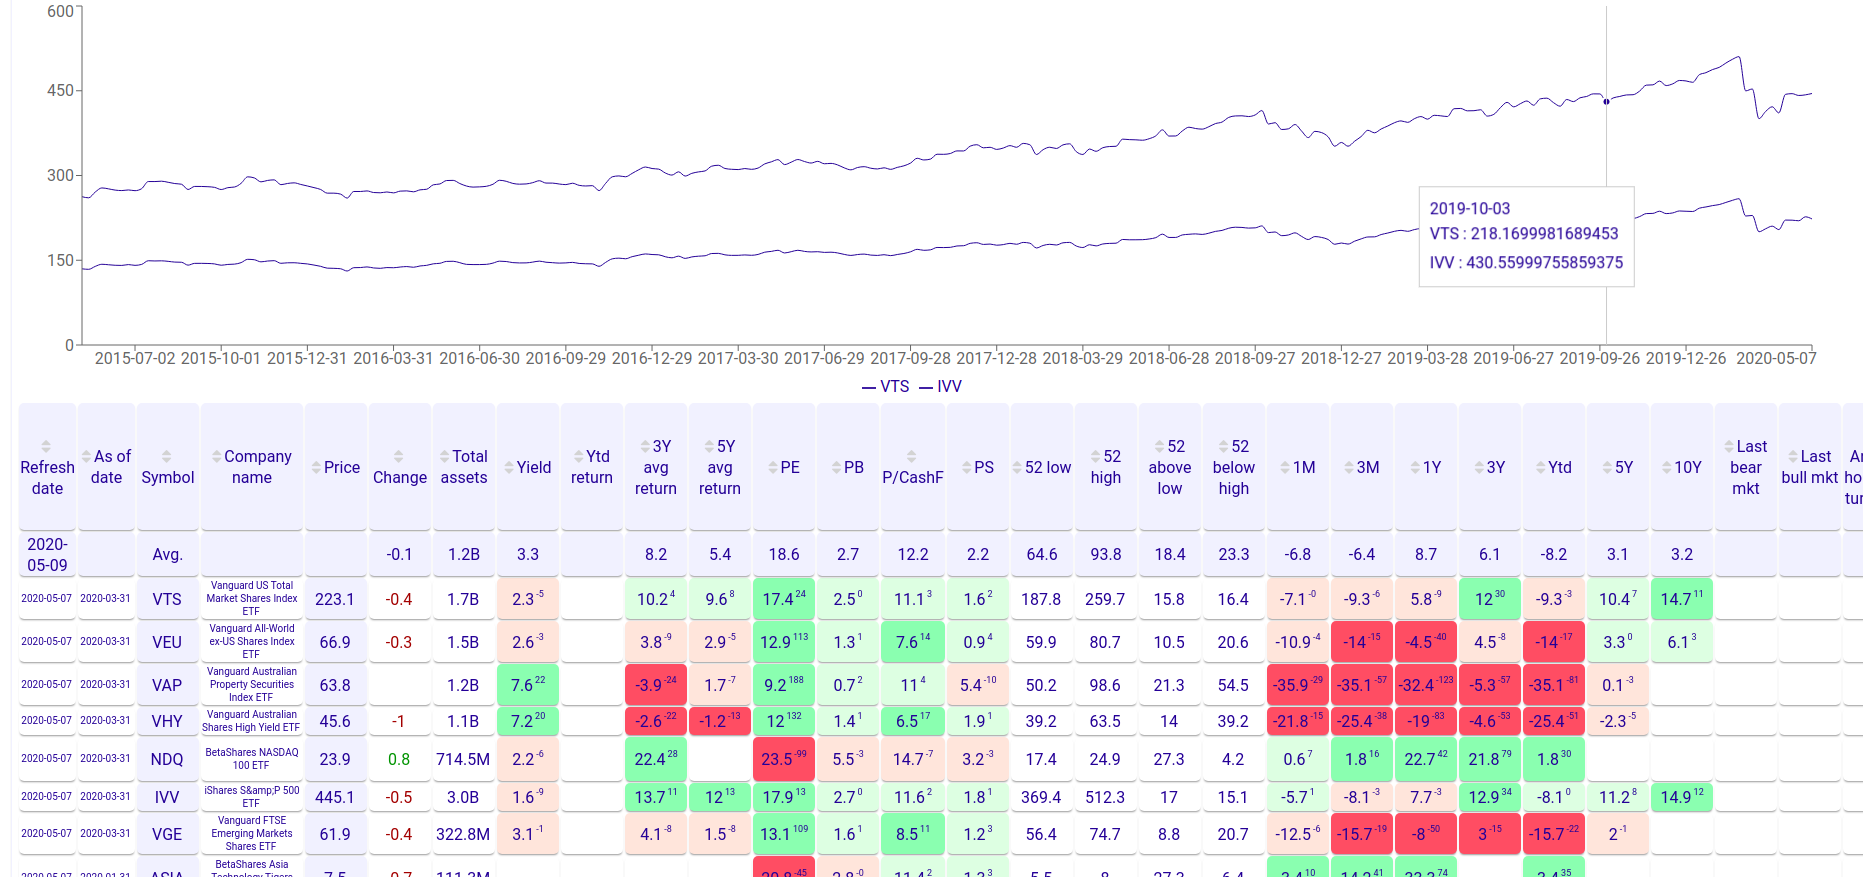 600
450
300
150
0
2019-10-03
VTS : 218.1699981689453
IVV : 430.55999755859375
2015-07-02 2015-10-01 2015-12-31 2016-03-31 2016-06-30 2016-09-29 2016-12-29 2017-03-30 2017-06-29 2017-09-28 2017-12-28 2018-03-29 2018-06-28 2018-09-27 2018-12-27 2019-03-28 2019-06-27 2019-09-26 2019-12-26 2020-05-07
VTS IVV
Refresh date As of date Symbol Company name Price Change Total assets Yield Ytd return 3Y avg return 5Y avg return PE PB P/CashF PS 52 low 52 high 52 above low 52 below high 1M 3M 1Y 3Y Ytd 5Y 10Y Last bear mkt Last bull mkt
2020-05-09 Avg. -0.1 1.2B 3.3 8.2 5.4 18.6 2.7 12.2 2.2 64.6 93.8 18.4 23.3 -6.8 -6.4 8.7 6.1 -8.2 3.1 3.2
2020-05-07 2020-03-31 VTS Vanguard US Total Market Shares Index ETF 223.1 -0.4 1.7B 2.3 -5 10.2 4 9.6 8 17.4 24 2.5 0 11.1 3 1.6 2 187.8 259.7 15.8 16.4 -7.1 -0 -9.3 -6 5.8 -9 12 30 -9.3 -3 10.4 7 14.7 11
2020-05-07 2020-03-31 VEU Vanguard All-World ex-US Shares Index ETF 66.9 -0.3 1.5B 2.6 -3 3.8 -9 2.9 -5 12.9 113 1.3 1 7.6 14 0.9 4 59.9 80.7 10.5 20.6 -10.9 -4 -14 -15 -4.5 -40 4.5 -8 -14 -17 3.3 0 6.1 3
2020-05-07 2020-03-31 VAP Vanguard Australian Property Securities Index ETF 63.8 1.2B 7.6 22 -3.9 -24 1.7 -7 9.2 188 0.7 2 11 4 5.4 -10 50.2 98.6 21.3 54.5 -35.9 -29 -35.1 -57 -32.4 -123 -5.3 -57 -35.1 -81 0.1 -3
2020-05-07 2020-03-31 VHY Vanguard Australian Shares High Yield ETF 45.6 -1 1.1B 7.2 20 -2.6 -22 -1.2 -13 12 132 1.4 1 6.5 17 1.9 1 39.2 63.5 14 39.2 -21.8 -15 -25.4 -38 -19 -83 -4.6 -53 -25.4 -51 -2.3 -5
2020-05-07 2020-03-31 NDQ BetaShares NASDAQ 100 ETF 23.9 0.8 714.5M 2.2 -6 22.4 28 23.5 -99 5.5 -3 14.7 -7 3.2 -3 17.4 24.9 27.3 4.2 0.6 7 1.8 16 22.7 42 21.8 79 1.8 30
2020-05-07 2020-03-31 IVV iShares S&amp;P 500 ETF 445.1 -0.5 3.0B 1.6 -9 13.7 11 12 13 17.9 13 2.7 0 11.6 2 1.8 1 369.4 512.3 17 15.1 -5.7 1 -8.1 -3 7.7 -3 12.9 34 -8.1 0 11.2 8 14.9 12
2020-05-07 2020-03-31 VGE Vanguard FTSE Emerging Markets Shares ETF 61.9 -0.4 322.8M 3.1 -1 4.1 -8 1.5 -8 13.1 109 1.6 1 8.5 11 1.2 3 56.4 74.7 8.8 20.7 -12.5 -6 -15.7 -19 -8 -50 3 -15 -15.7 -22 2 -1
BetaShares Asia